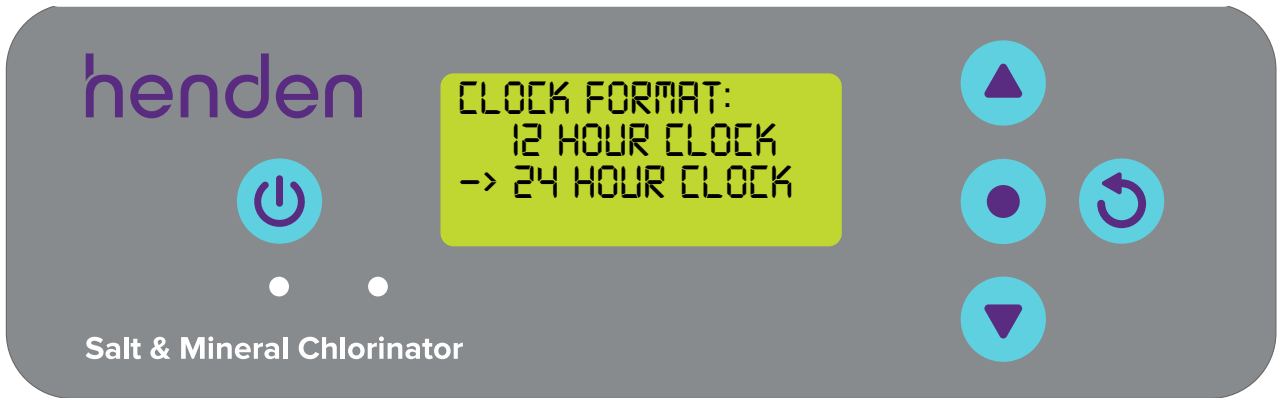 henden
CLOCK FORMAT:
12 HOUR CLOCK
-> 24 HOUR CLOCK
Salt & Mineral Chlorinator